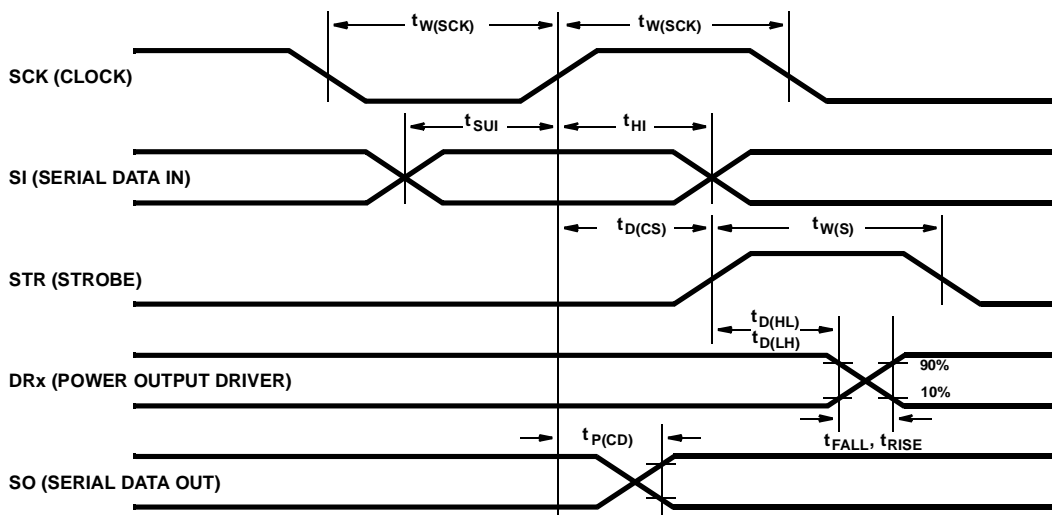 tW(SCK) tW(SCK)
SCK (CLOCK)
tSUI tHI
SI (SERIAL DATA IN)
tD(CS) tW(S)
STR (STROBE)
tD(HL)
tD(LH)
DRx (POWER OUTPUT DRIVER)
90%
10%
tP(CD) tFALL, tRISE
SO (SERIAL DATA OUT)